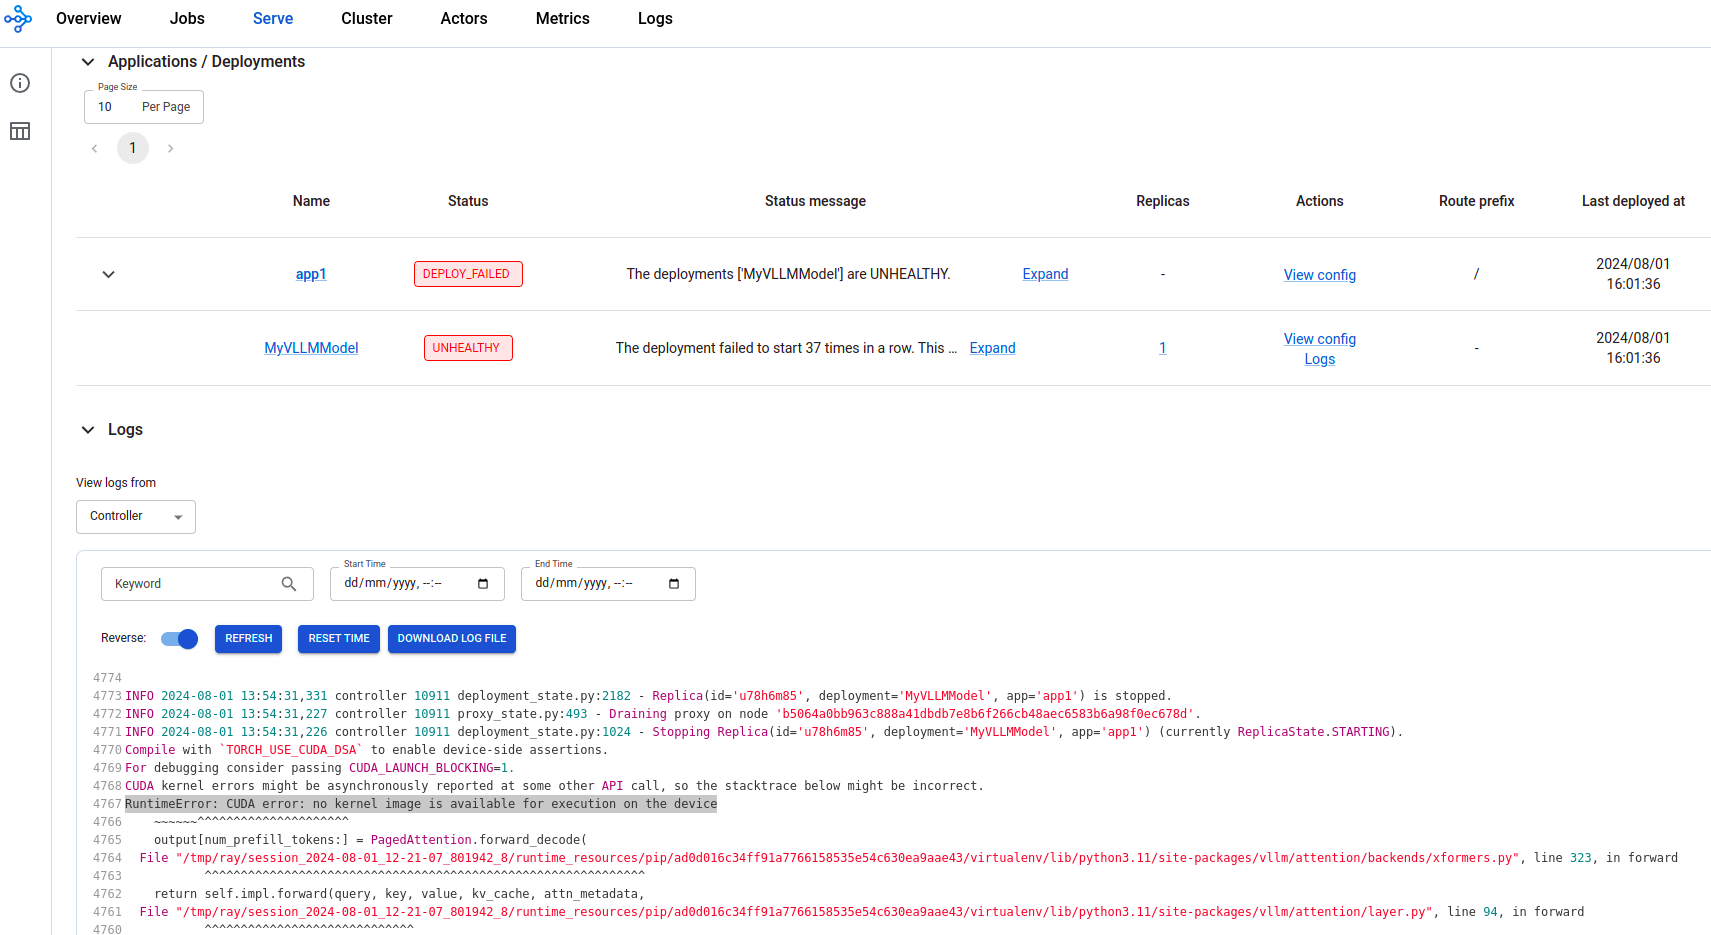 Overview Jobs Serve Cluster Actors Metrics Logs
Applications / Deployments
Page Size
10 Per Page
1
Name Status Status message Replicas Actions Route prefix Last deployed at
app1 DEPLOY_FAILED The deployments ['MyVLLMModel'] are UNHEALTHY. Expand - View config / 2024/08/01 16:01:36
MyVLLMModel UNHEALTHY The deployment failed to start 37 times in a row. This ... Expand 1 View config Logs - 2024/08/01 16:01:36
Logs
View logs from
Controller
Start Time End Time
Keyword dd/mm/yyyy, --:-- dd/mm/yyyy, --:--
Reverse: REFRESH RESET TIME DOWNLOAD LOG FILE
4774
4773 INFO 2024-08-01 13:54:31,331 controller 10911 deployment_state.py:2182 - Replica(id='u78h6m85', deployment='MyVLLMModel', app='app1') is stopped.
4772 INFO 2024-08-01 13:54:31,227 controller 10911 proxy_state.py:493 - Draining proxy on node 'b5064a0bb963c888a41dbdb7e8b6f266cb48aec6583b6a98f0ec678d'.
4771 INFO 2024-08-01 13:54:31,226 controller 10911 deployment_state.py:1024 - Stopping Replica(id='u78h6m85', deployment='MyVLLMModel', app='app1') (currently ReplicaState.STARTING).
4770 Compile with `TORCH_USE_CUDA_DSA` to enable device-side assertions.
4769 For debugging consider passing CUDA_LAUNCH_BLOCKING=1.
4768 CUDA kernel errors might be asynchronously reported at some other API call, so the stacktrace below might be incorrect.
4767 RuntimeError: CUDA error: no kernel image is available for execution on the device
4766 ~~~~~~^^^^^^^^^^^^^^^^^^^^^
4765 output[num_prefill_tokens:] = PagedAttention.forward_decode(
4764 File "/tmp/ray/session_2024-08-01_12-21-07_801942_8/runtime_resources/pip/ad0d016c34ff91a7766158535e54c630ea9aae43/virtualenv/lib/python3.11/site-packages/vllm/attention/backends/xformers.py", line 323, in forward
4763 ^^^^^^^^^^^^^^^^^^^^^^^^^^^^^^^^^^^^^^^^^^^^^^^^^^^^^^^^^^^^^
4762 return self.impl.forward(query, key, value, kv_cache, attn_metadata,
4761 File "/tmp/ray/session_2024-08-01_12-21-07_801942_8/runtime_resources/pip/ad0d016c34ff91a7766158535e54c630ea9aae43/virtualenv/lib/python3.11/site-packages/vllm/attention/layer.py", line 94, in forward
4760 ^^^^^^^^^^^^^^^^^^^^^^^^^^^^^